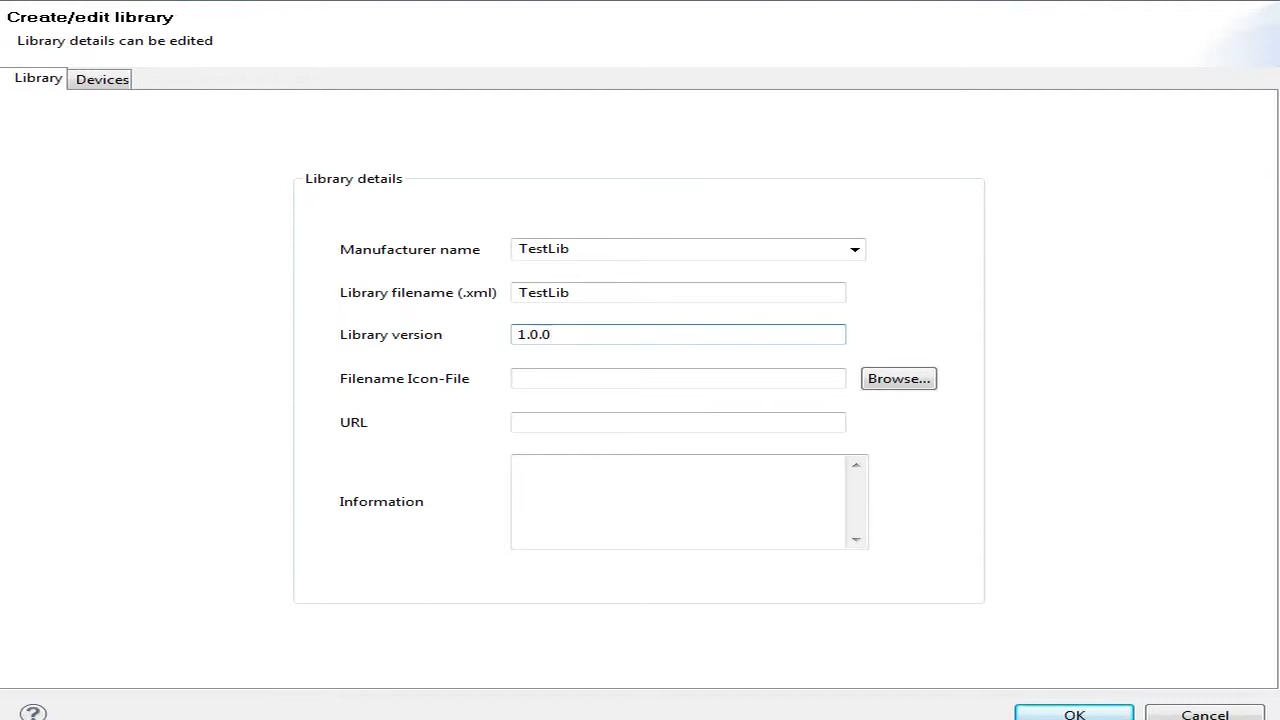 Create/edit library
Library details can be edited
Library Devices
Library details
Manufacturer name TestLib
Library filename (.xml) TestLib
Library version 1.0.0
Filename Icon-File Browse...
URL
Information
? OK Cancel